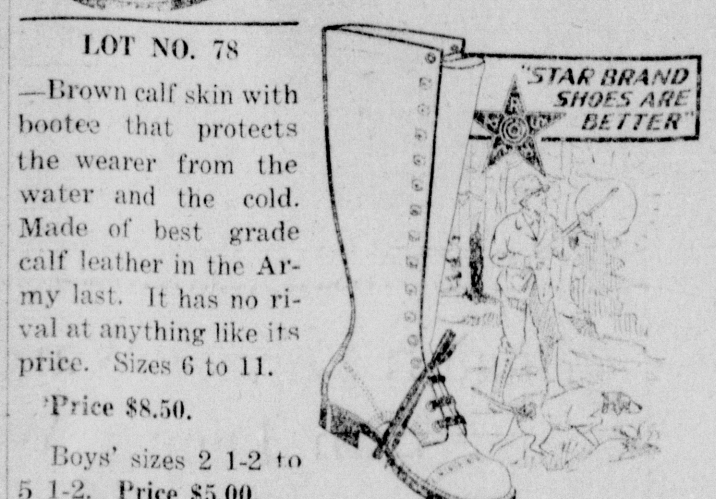 LOT NO. 78
—Brown calf skin with
bootee that protects
the wearer from the
water and the cold.
Made of best grade
calf leather in the Ar-
my last. It has no ri-
val at anything like its
price. Sizes 6 to 11.
Price $8.50.
Boys' sizes 2 1-2 to
5 1-2. Price $5.00
"STAR BRAND
SHOES ARE
BETTER"